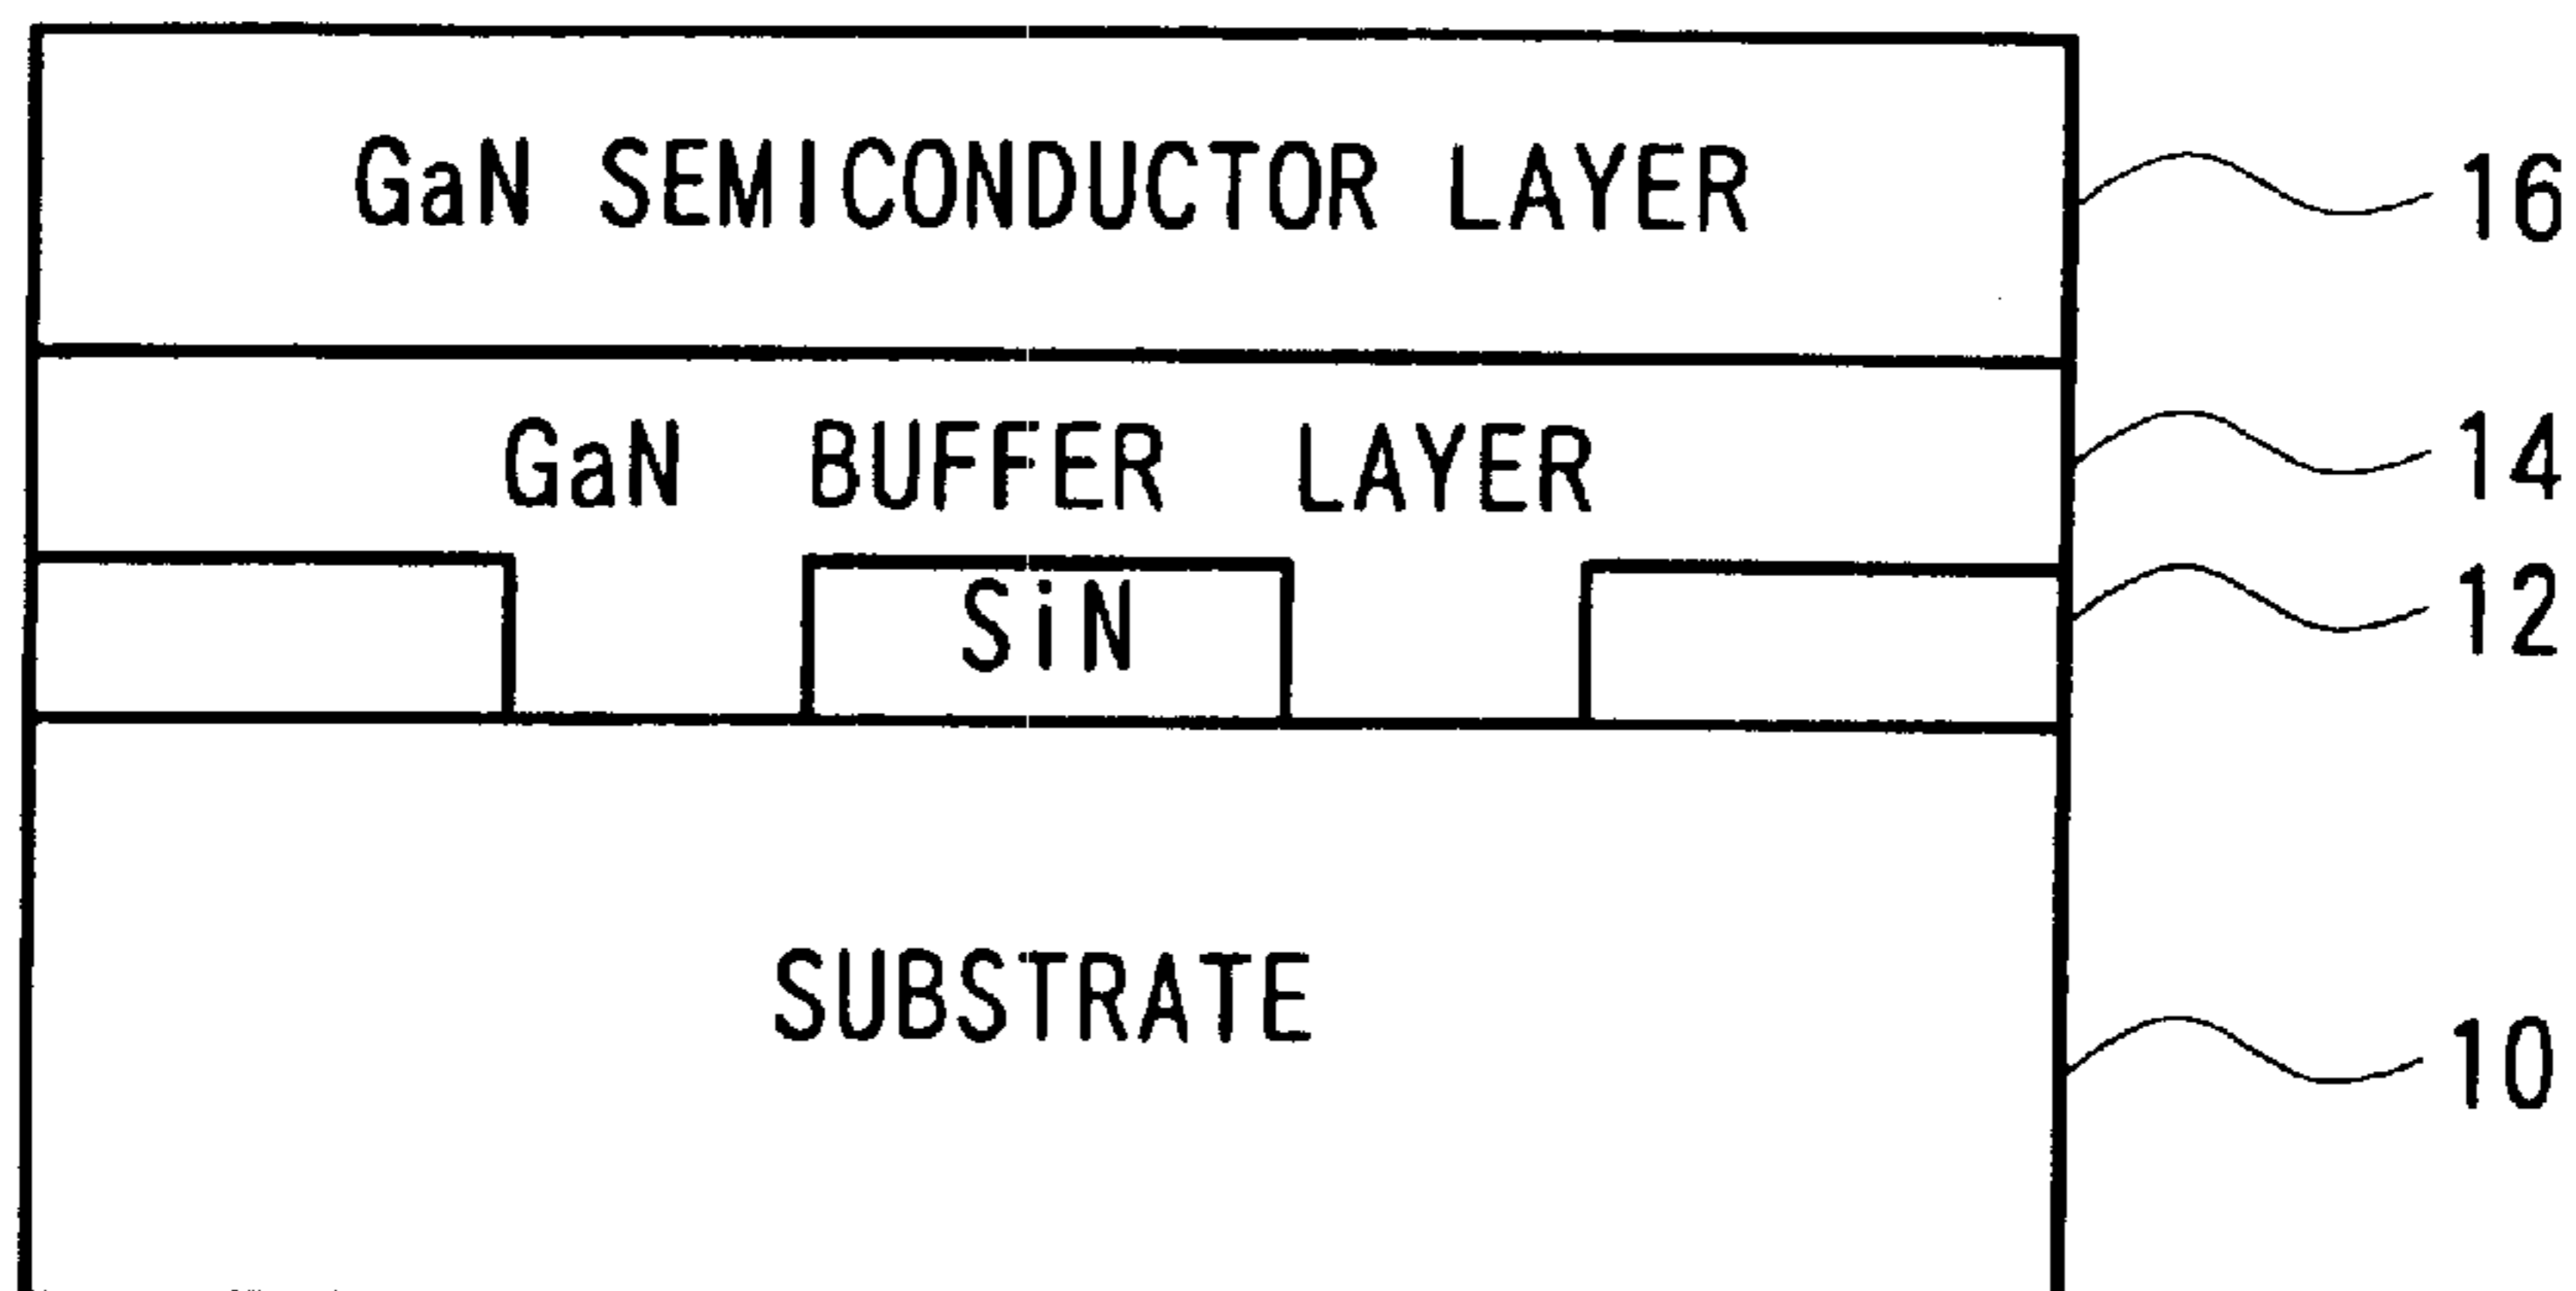 GaN SEMICONDUCTOR LAYER 16
GaN BUFFER LAYER 14
SiN 12
SUBSTRATE 10